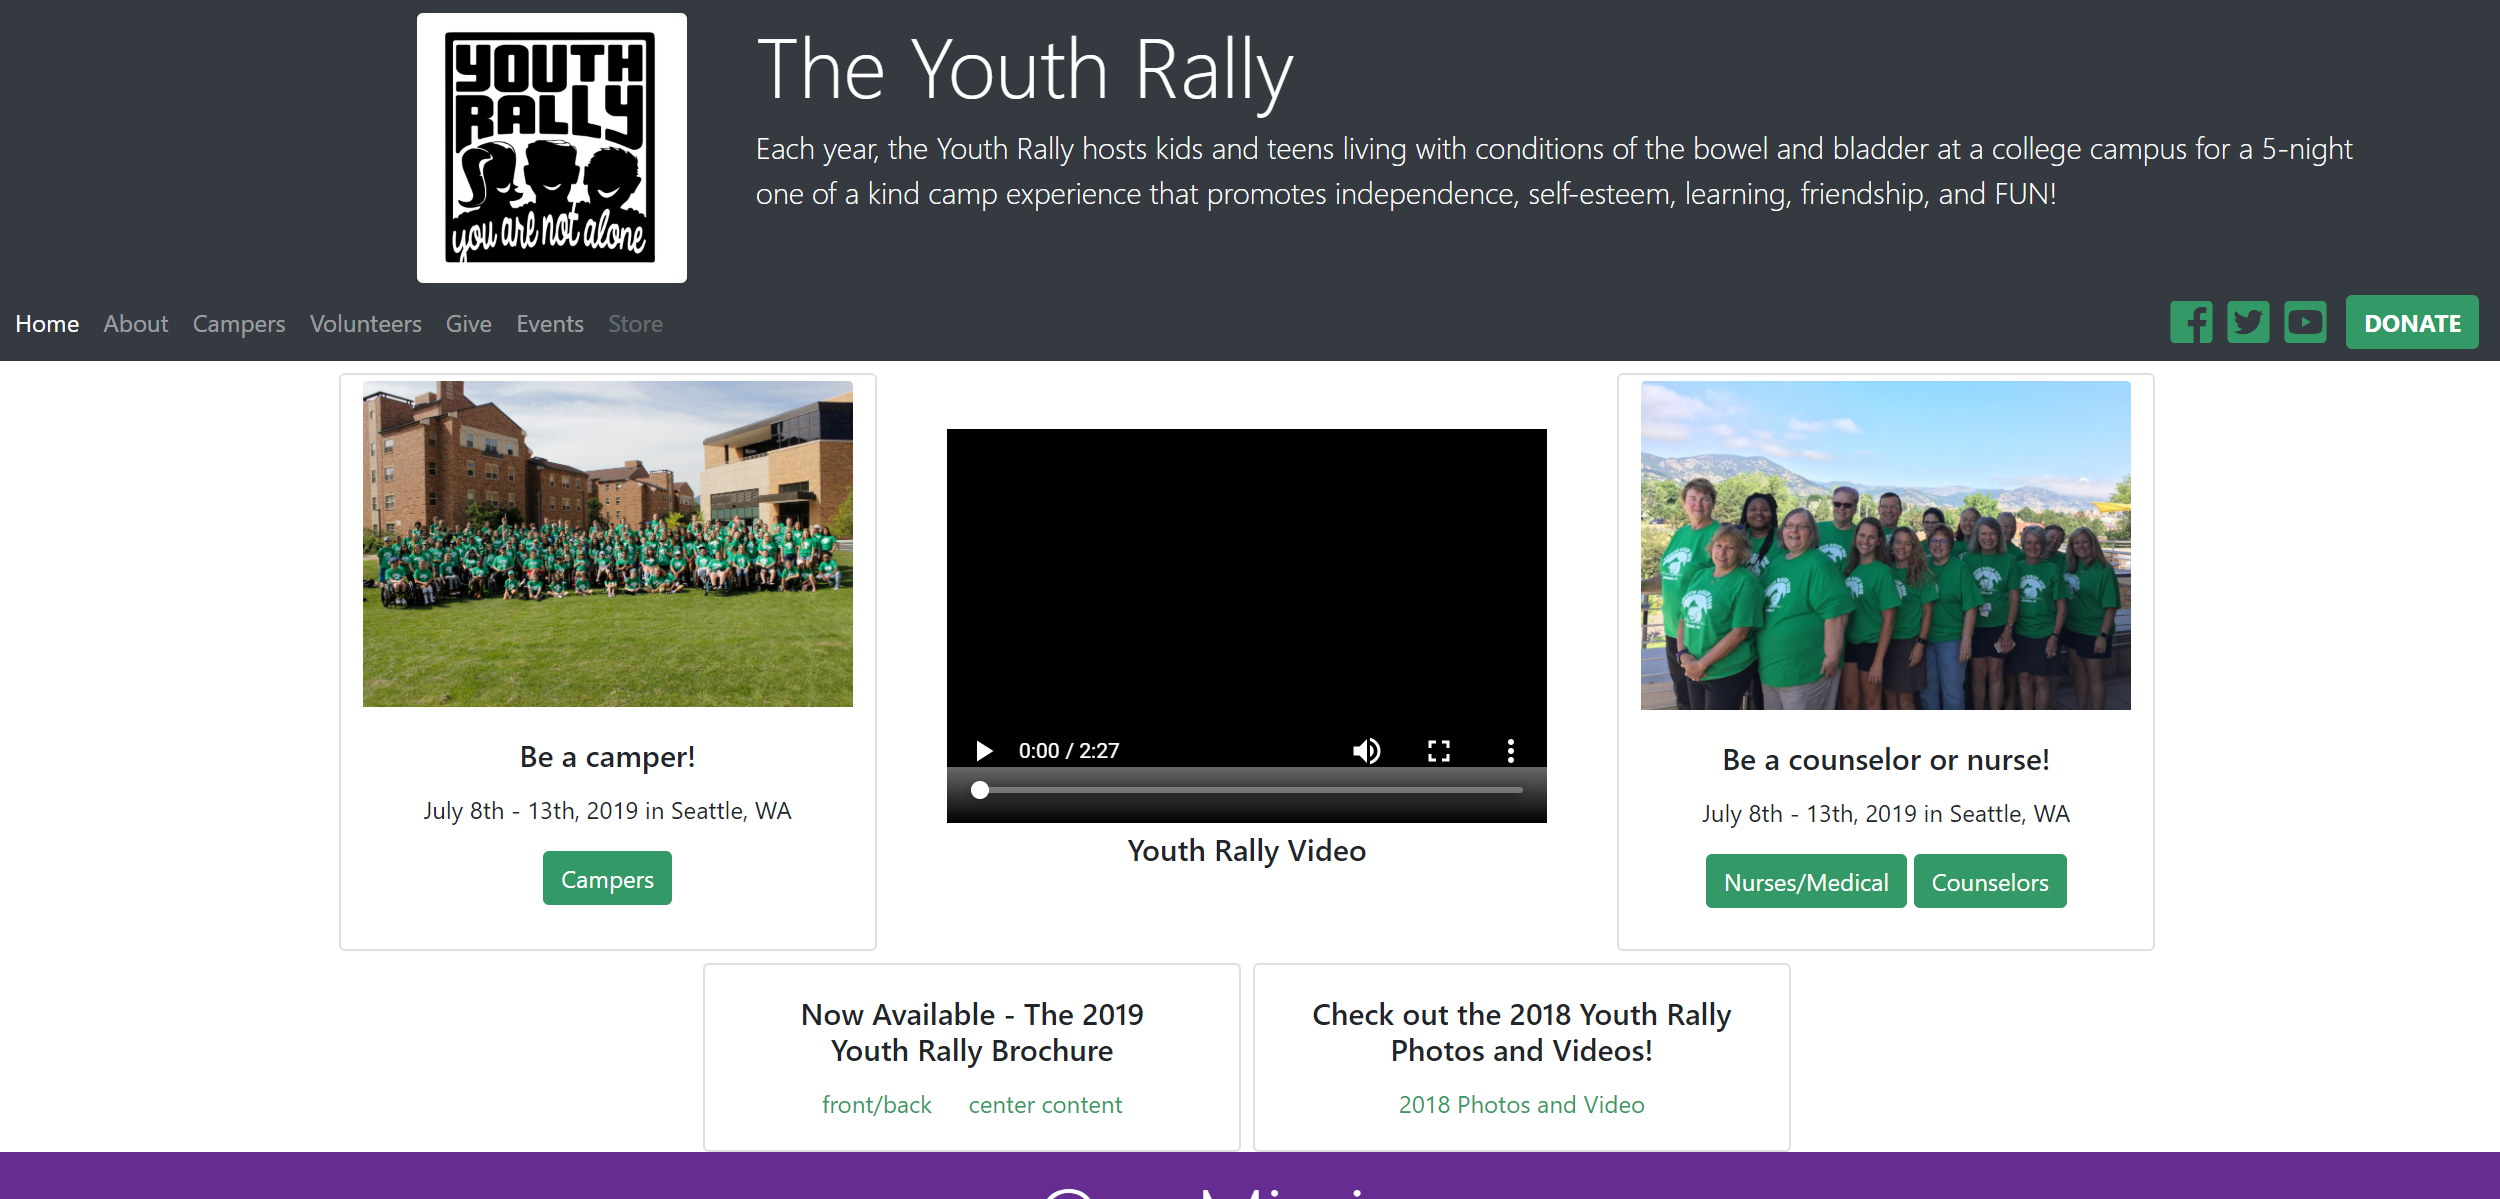 YOUTH
RALLY
you are not alone
The Youth Rally
Each year, the Youth Rally hosts kids and teens living with conditions of the bowel and bladder at a college campus for a 5-night
one of a kind camp experience that promotes independence, self-esteem, learning, friendship, and FUN!
Home About Campers Volunteers Give Events Store
DONATE
Be a camper!
July 8th - 13th, 2019 in Seattle, WA
Campers
0:00 / 2:27
Youth Rally Video
Be a counselor or nurse!
July 8th - 13th, 2019 in Seattle, WA
Nurses/Medical Counselors
Now Available - The 2019
Youth Rally Brochure
front/back center content
Check out the 2018 Youth Rally
Photos and Videos!
2018 Photos and Video